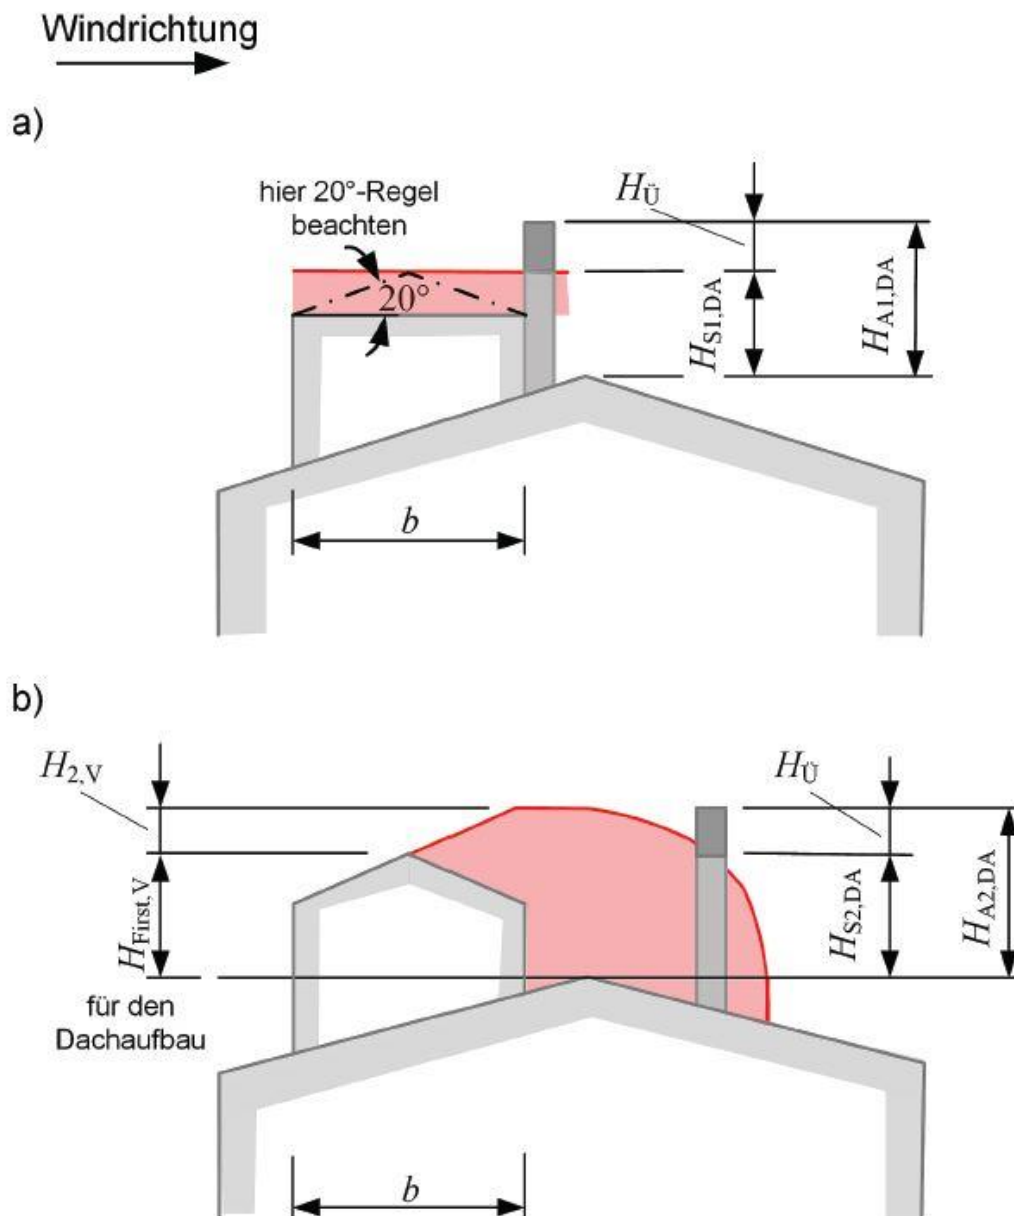 Windrichtung
a)
hier 20°-Regel
beachten
20°
HÜ
HS1,DA
HA1,DA
b
b)
H2,V
HFirst,V
für den
Dachaufbau
HÜ
HS2,DA
HA2,DA
b